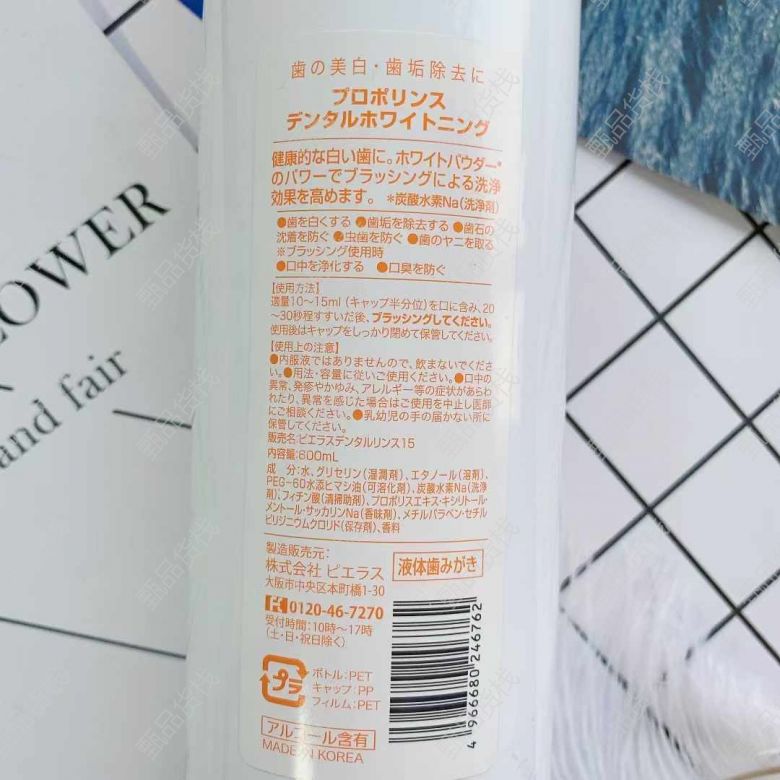 歯の美白・歯垢除去に
プロポリンス
デンタルホワイトニング
健康的な白い歯に。ホワイトパウダー*
のパワーでブラッシングによる洗浄
効果を高めます。 *炭酸水素Na(洗浄剤)
●歯を白くする ●歯垢を除去する ●歯石の
沈着を防ぐ ●虫歯を防ぐ ●歯のヤニを取る
※ブラッシング使用時
●口中を浄化する ●口臭を防ぐ
【使用方法】
適量10〜15ml (キャップ半分位)を口に含み、20
〜30秒程すすいだ後、ブラッシングしてください。
使用後はキャップをしっかり閉めて保管してください。
【使用上の注意】
●内服液ではありませんので、飲まないでくださ
い。●用法・容量に従いご使用ください。●口中の
異常、発疹やかゆみ、アレルギー等の症状があらわ
れたり、異常を感じた場合はご使用を中止し医師
にご相談ください。●乳幼児の手の届かない所に
保管してください。
販売名:ピエラスデンタルリンス15
内容量:600mL
成 分:水、グリセリン(湿潤剤)、エタノール(溶剤)、
PEG-60水添ヒマシ油(可溶化剤)、炭酸水素Na(洗浄
剤)、フィチン酸(清掃助剤)、プロポリスエキス・キシリトール・
メントール・サッカリンNa(香味剤)、メチルパラベン・セチル
ピリジニウムクロリド(保存剤)、香料
製造販売元:
株式会社 ピエラス
大阪市中央区本町橋1-30
液体歯みがき
0120-46-7270
受付時間:10時〜17時
(土・日・祝日除く)
プラ
ボトル:PET
キャップ:PP
フィルム:PET
アルコール含有
MADE IN KOREA
4 966680 246762
LOWER
and fair
甄品货栈